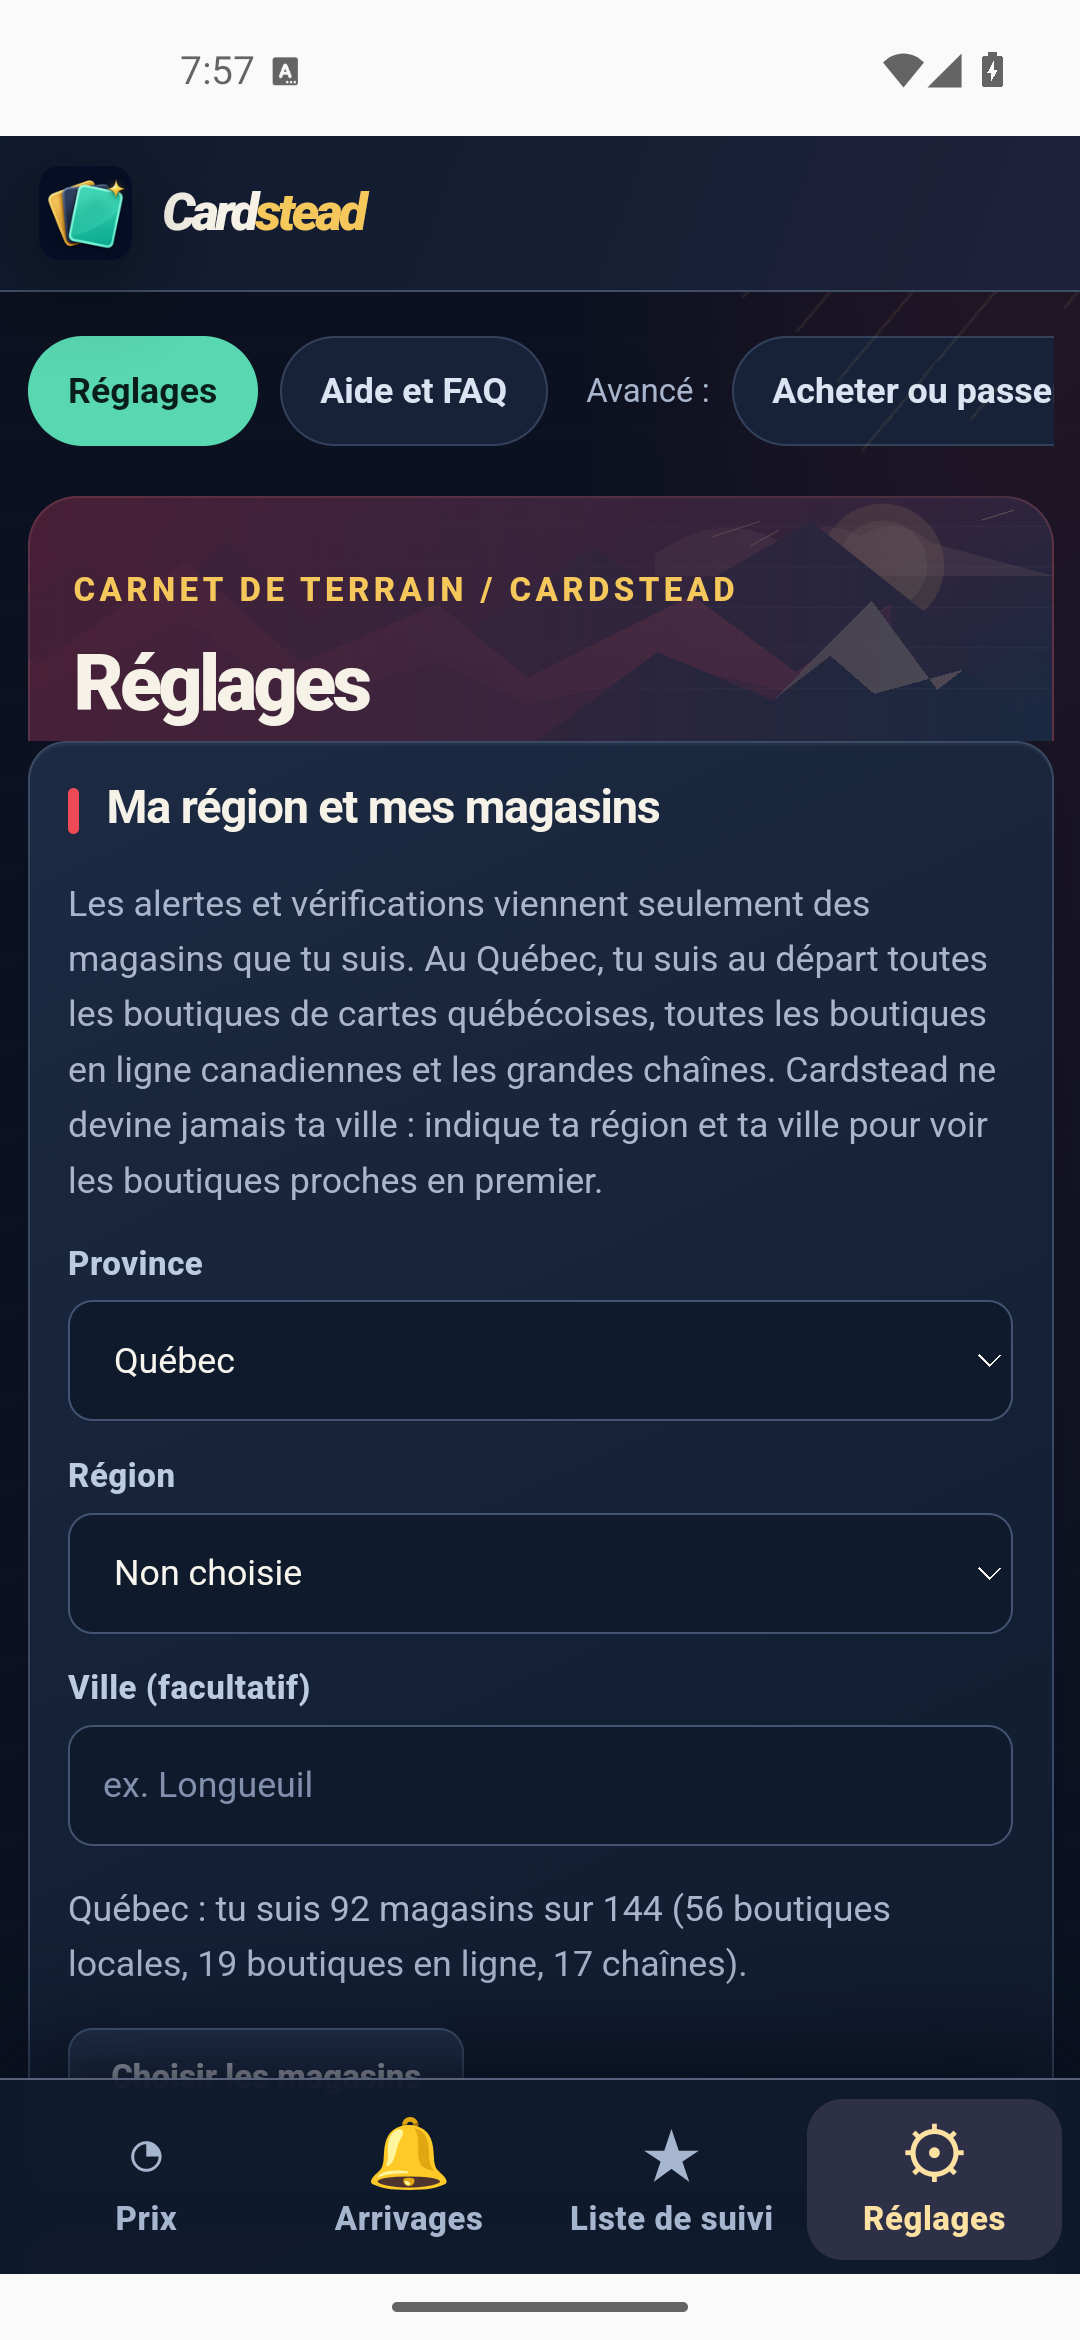 7:57
Cardstead
Réglages
Aide et FAQ
Avancé :
Acheter ou passe
CARNET DE TERRAIN / CARDSTEAD
Réglages
Ma région et mes magasins
Les alertes et vérifications viennent seulement des
magasins que tu suis. Au Québec, tu suis au départ toutes
les boutiques de cartes québécoises, toutes les boutiques
en ligne canadiennes et les grandes chaînes. Cardstead ne
devine jamais ta ville : indique ta région et ta ville pour voir
les boutiques proches en premier.
Province
Québec
Région
Non choisie
Ville (facultatif)
ex. Longueuil
Québec : tu suis 92 magasins sur 144 (56 boutiques
locales, 19 boutiques en ligne, 17 chaînes).
Choisir les magasins
Prix
Arrivages
Liste de suivi
Réglages